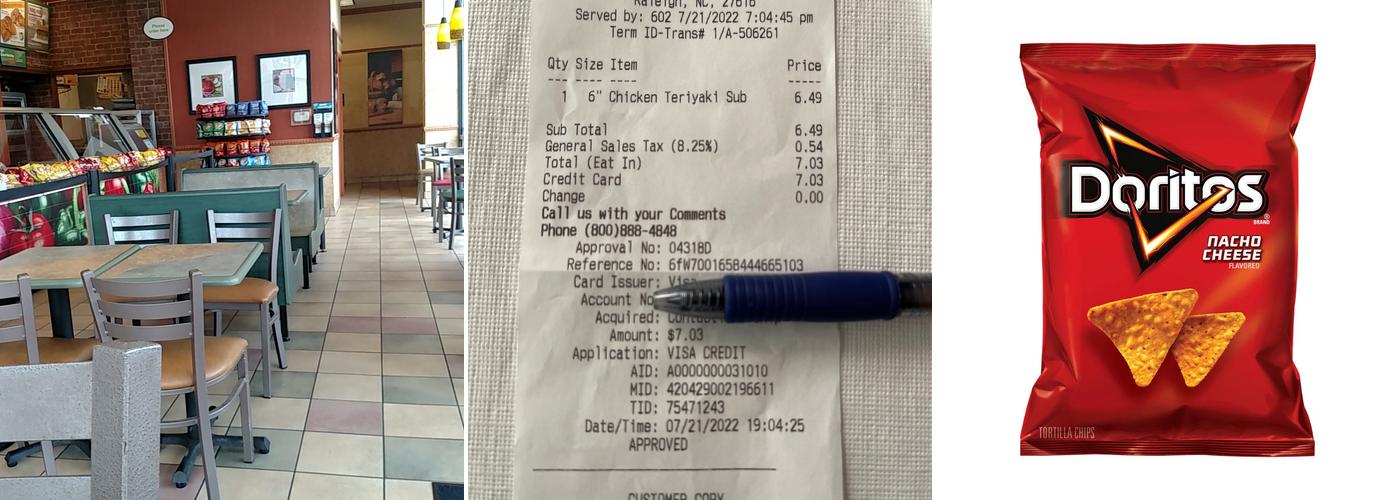 Please
order here
Raleigh, NC, 27616
Served by: 602 7/21/2022 7:04:45 pm
Term ID-Trans# 1/A-506261
Qty Size Item Price
---- ---- ---- -----
1 6" Chicken Teriyaki Sub 6.49
Sub Total 6.49
General Sales Tax (8.25%) 0.54
Total (Eat In) 7.03
Credit Card 7.03
Change 0.00
Call us with your Comments
Phone (800)888-4848
Approval No: 04318D
Reference No: 6fW7001658444665103
Card Issuer: Visa
Account No
Acquired:
Amount: $7.03
Application: VISA CREDIT
AID: A0000000031010
MID: 420429002196611
TID: 75471243
Date/Time: 07/21/2022 19:04:25
APPROVED
CUSTOMER COPY
Doritos
BRAND
NACHO
CHEESE
FLAVORED
TORTILLA CHIPS